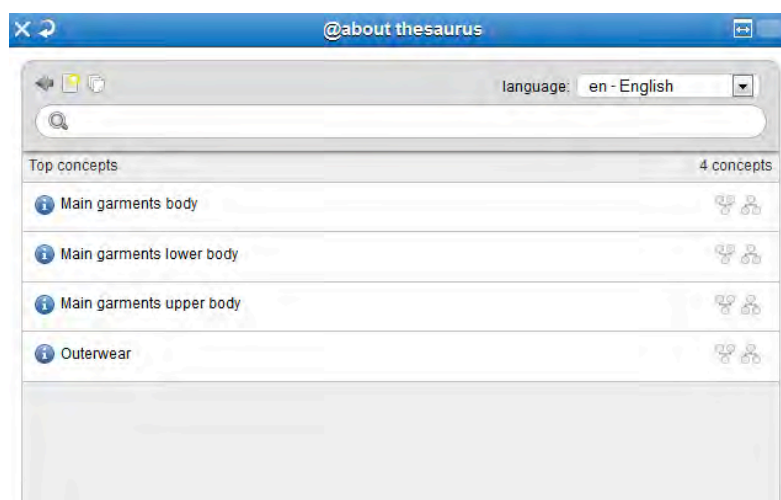 @about thesaurus
language: en - English
Top concepts 4 concepts
Main garments body
Main garments lower body
Main garments upper body
Outerwear